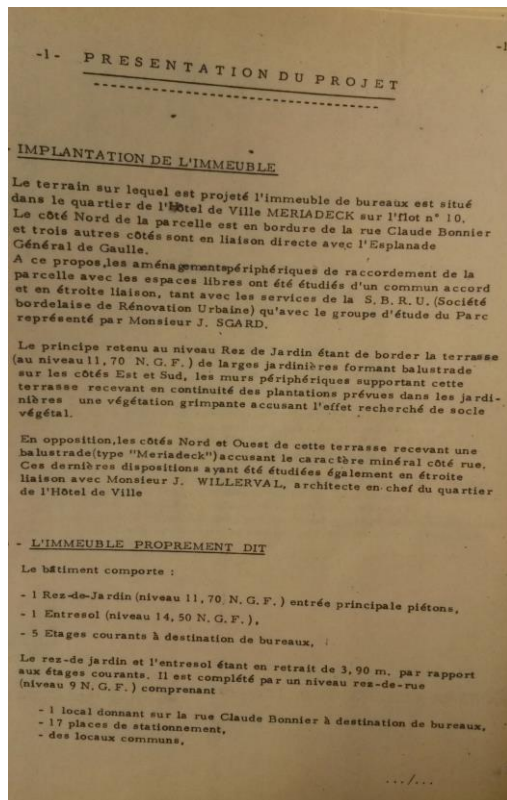 -1- PRESENTATION DU PROJET
-1
IMPLANTATION DE L'IMMEUBLE
Le terrain sur lequel est projeté l'immeuble de bureaux est situé
dans le quartier de l'Hôtel de Ville MERIADECK sur l'îlot n° 10.
Le côté Nord de la parcelle est en bordure de la rue Claude Bonnier
et trois autres côtés sont en liaison directe avec l'Esplanade
Général de Gaulle.
A ce propos, les aménagements périphériques de raccordement de la
parcelle avec les espaces libres ont été étudiés d'un commun accord
et en étroite liaison, tant avec les services de la S.B.R.U. (Société
bordelaise de Rénovation Urbaine) qu'avec le groupe d'étude du Parc
représenté par Monsieur J. SGARD.
Le principe retenu au niveau Rez de Jardin étant de border la terrasse
(au niveau 11,70 N.G.F.) de larges jardinières formant balustrade
sur les côtés Est et Sud, les murs périphériques supportant cette
terrasse recevant en continuité des plantations prévues dans les jardi-
nières une végétation grimpante accusant l'effet recherché de socle
végétal.
En opposition, les côtés Nord et Ouest de cette terrasse recevant une
balustrade (type "Meriadeck") accusant le caractère minéral côté rue.
Ces dernières dispositions ayant été étudiées également en étroite
liaison avec Monsieur J. WILLERVAL, architecte en chef du quartier
de l'Hôtel de Ville
- L'IMMEUBLE PROPREMENT DIT
Le bâtiment comporte :
- 1 Rez-de-Jardin (niveau 11,70 N.G.F.) entrée principale piétons,
- 1 Entresol (niveau 14,50 N.G.F.),
- 5 Etages courants à destination de bureaux,
Le rez-de jardin et l'entresol étant en retrait de 3,90 m. par rapport
aux étages courants. Il est complété par un niveau rez-de-rue
(niveau 9 N.G.F.) comprenant
- 1 local donnant sur la rue Claude Bonnier à destination de bureaux,
- 17 places de stationnement,
- des locaux communs,
.../...